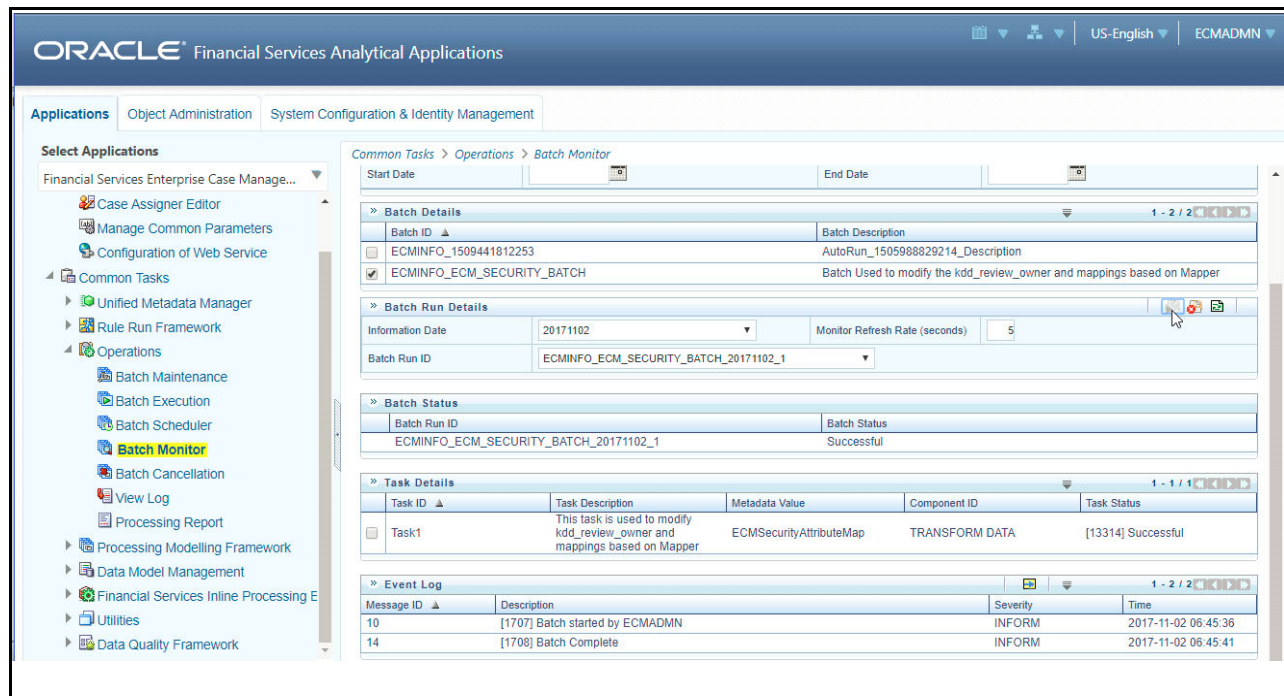 ORACLE® Financial Services Analytical Applications
US-English ECMADMN
Applications Object Administration System Configuration & Identity Management
Select Applications
Financial Services Enterprise Case Manage...
Case Assigner Editor
Manage Common Parameters
Configuration of Web Service
Common Tasks
Unified Metadata Manager
Rule Run Framework
Operations
Batch Maintenance
Batch Execution
Batch Scheduler
Batch Monitor
Batch Cancellation
View Log
Processing Report
Processing Modelling Framework
Data Model Management
Financial Services Inline Processing E
Utilities
Data Quality Framework
Common Tasks > Operations > Batch Monitor
Start Date End Date
» Batch Details 1 - 2 / 2
Batch ID Batch Description
ECMINFO_1509441812253 AutoRun_1505988829214_Description
ECMINFO_ECM_SECURITY_BATCH Batch Used to modify the kdd_review_owner and mappings based on Mapper
» Batch Run Details
Information Date 20171102 Monitor Refresh Rate (seconds) 5
Batch Run ID ECMINFO_ECM_SECURITY_BATCH_20171102_1
» Batch Status
Batch Run ID Batch Status
ECMINFO_ECM_SECURITY_BATCH_20171102_1 Successful
» Task Details 1 - 1 / 1
Task ID Task Description Metadata Value Component ID Task Status
Task1 This task is used to modify kdd_review_owner and mappings based on Mapper ECMSecurityAttributeMap TRANSFORM DATA [13314] Successful
» Event Log 1 - 2 / 2
Message ID Description Severity Time
10 [1707] Batch started by ECMADMN INFORM 2017-11-02 06:45:36
14 [1708] Batch Complete INFORM 2017-11-02 06:45:41